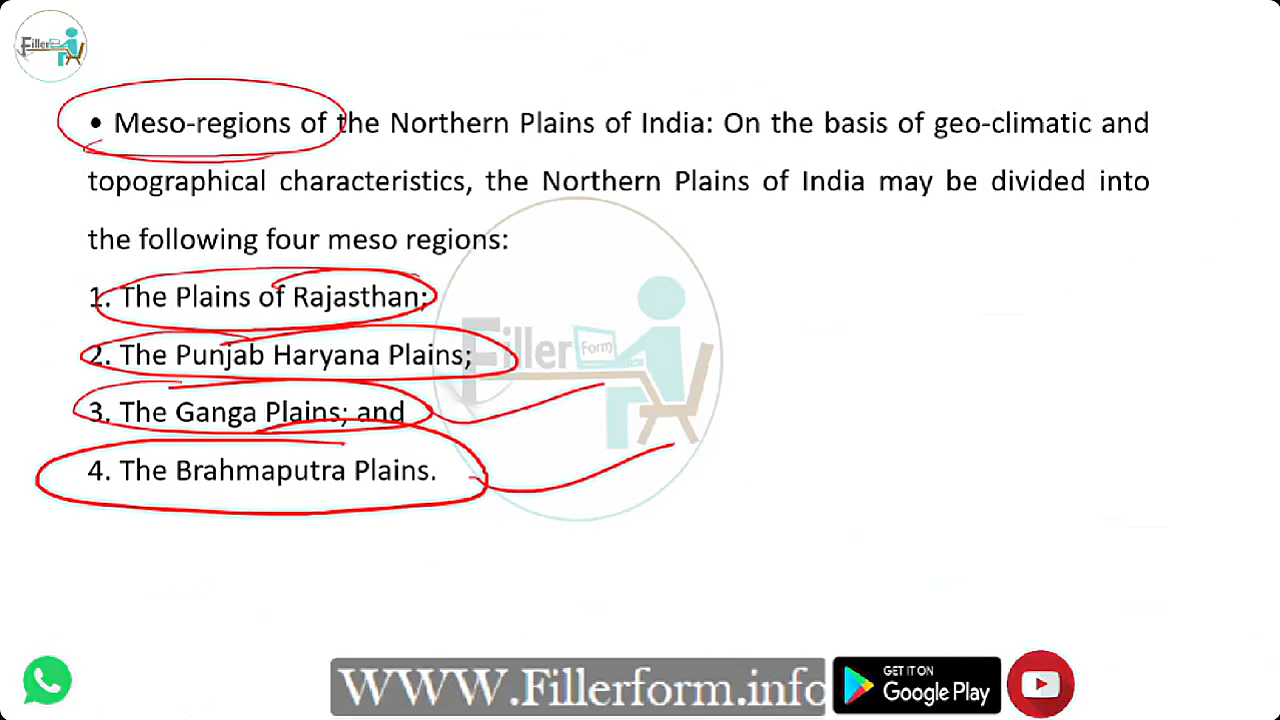 Filler
• Meso-regions of the Northern Plains of India: On the basis of geo-climatic and
topographical characteristics, the Northern Plains of India may be divided into
the following four meso regions:
1. The Plains of Rajasthan;
2. The Punjab Haryana Plains;
3. The Ganga Plains; and
4. The Brahmaputra Plains.
Filler Form
WWW.Fillerform.info
GET IT ON
Google Play